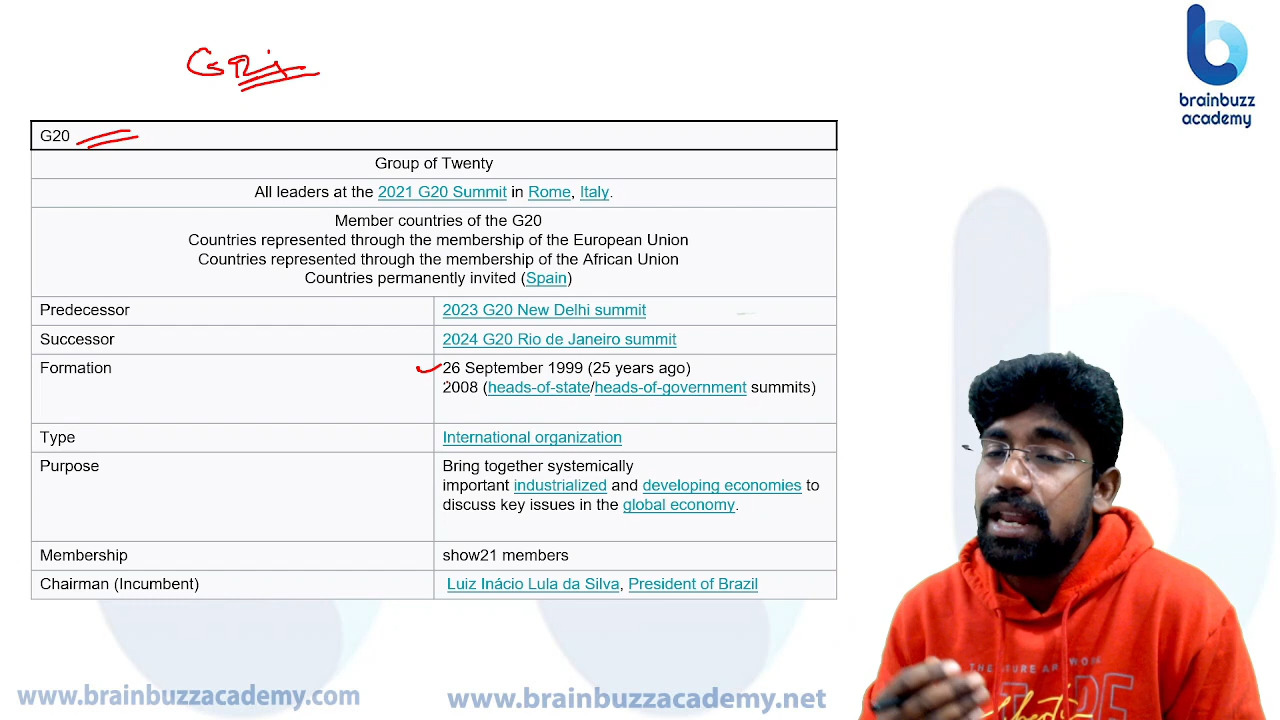 brainbuzz
academy
G20
Group of Twenty
All leaders at the 2021 G20 Summit in Rome, Italy.
Member countries of the G20
Countries represented through the membership of the European Union
Countries represented through the membership of the African Union
Countries permanently invited (Spain)
Predecessor 2023 G20 New Delhi summit
Successor 2024 G20 Rio de Janeiro summit
Formation 26 September 1999 (25 years ago)
2008 (heads-of-state/heads-of-government summits)
Type International organization
Purpose Bring together systemically
important industrialized and developing economies to
discuss key issues in the global economy.
Membership show21 members
Chairman (Incumbent) Luiz Inácio Lula da Silva, President of Brazil
www.brainbuzzacademy.com www.brainbuzzacademy.net